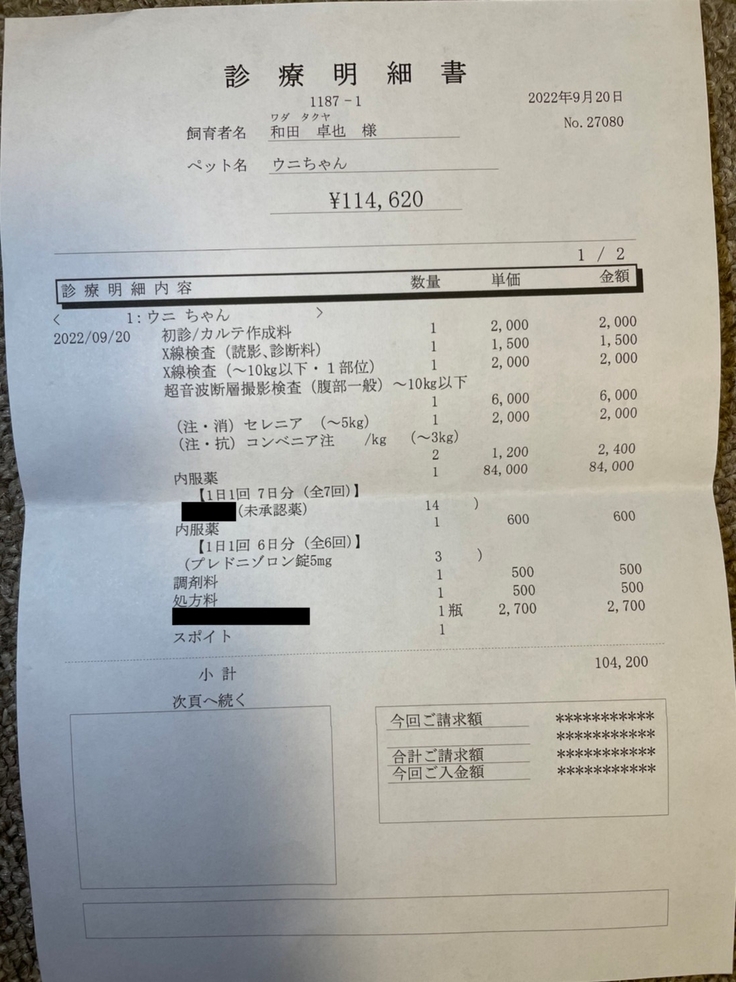 診療明細書
1187-1
2022年9月20日
No.27080
ワダ タクヤ
飼育者名 和田 卓也 様
ペット名 ウニちゃん
¥114,620
1 / 2
診療明細内容 数量 単価 金額
< 1:ウニ ちゃん >
2022/09/20 初診/カルテ作成料 1 2,000 2,000
X線検査(読影、診断料) 1 1,500 1,500
X線検査(~10kg以下・1部位) 1 2,000 2,000
超音波断層撮影検査(腹部一般)~10kg以下
1 6,000 6,000
(注・消)セレニア (~5kg) 1 2,000 2,000
(注・抗)コンベニア注 /kg (~3kg)
2 1,200 2,400
内服薬 1 84,000 84,000
【1日1回 7日分(全7回)】
(未承認薬) 14 )
内服薬 1 600 600
【1日1回 6日分(全6回)】
(プレドニゾロン錠5mg 3 )
調剤料 1 500 500
処方料 1 500 500
1瓶 2,700 2,700
スポイト 1
小計 104,200
次頁へ続く
今回ご請求額 ***********
***********
合計ご請求額 ***********
今回ご入金額 ***********